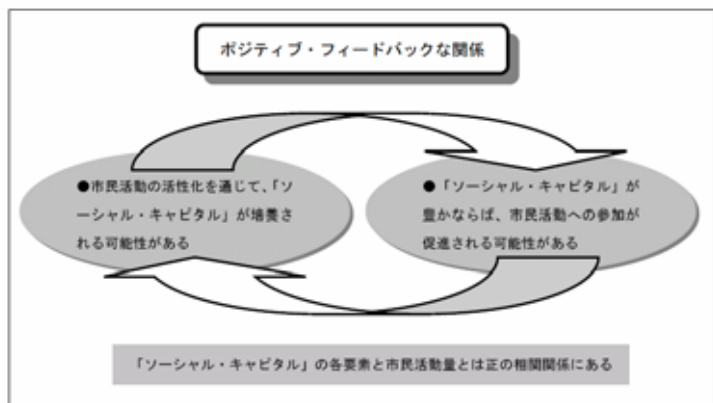 ポジティブ・フィードバックな関係
●市民活動の活性化を通じて、「ソ
ーシャル・キャピタル」が培養さ
れる可能性がある
●「ソーシャル・キャピタル」が
豊かならば、市民活動への参加が
促進される可能性がある
「ソーシャル・キャピタル」の各要素と市民活動量とは正の相関関係にある